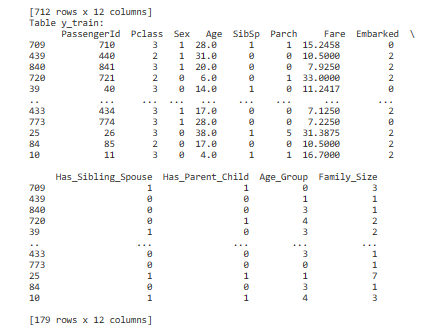 [712 rows x 12 columns]
Table y_train:
     PassengerId  Pclass  Sex   Age  SibSp  Parch     Fare  Embarked  \
709          710       3    1  28.0      1      1  15.2458         0
439          440       2    1  31.0      0      0  10.5000         2
840          841       3    1  20.0      0      0   7.9250         2
720          721       2    0   6.0      0      1  33.0000         2
39            40       3    0  14.0      1      0  11.2417         0
..           ...     ...  ...   ...    ...    ...      ...       ...
433          434       3    1  17.0      0      0   7.1250         2
773          774       3    1  28.0      0      0   7.2250         0
25            26       3    0  38.0      1      5  31.3875         2
84            85       2    0  17.0      0      0  10.5000         2
10            11       3    0   4.0      1      1  16.7000         2
     Has_Sibling_Spouse  Has_Parent_Child  Age_Group  Family_Size
709                   1                 1          0            3
439                   0                 0          1            1
840                   0                 0          3            1
720                   0                 1          4            2
39                    1                 0          3            2
..                  ...               ...        ...          ...
433                   0                 0          3            1
773                   0                 0          0            1
25                    1                 1          1            7
84                    0                 0          3            1
10                    1                 1          4            3
[179 rows x 12 columns]